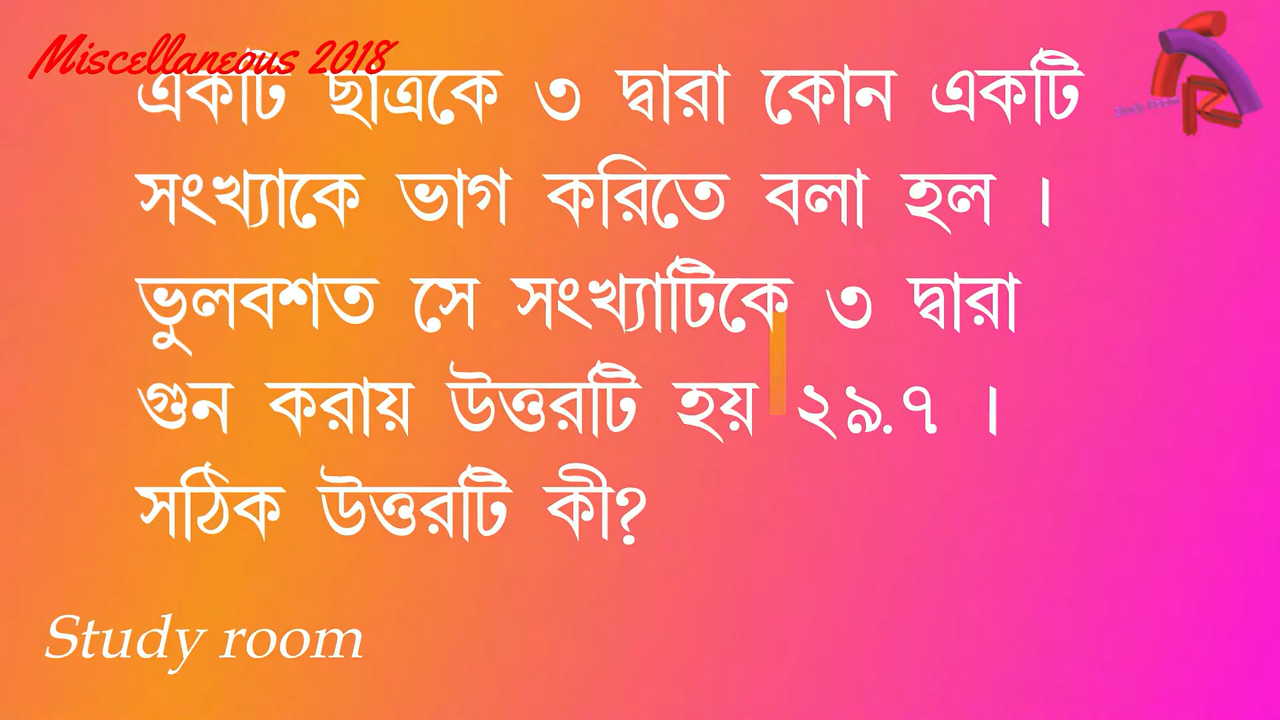 Miscellaneous 2018
একটি ছাত্রকে ৩ দ্বারা কোন একটি
সংখ্যাকে ভাগ করিতে বলা হল ।
ভুলবশত সে সংখ্যাটিকে ৩ দ্বারা
গুন করায় উত্তরটি হয় ২৯.৭ ।
সঠিক উত্তরটি কী?
Study room